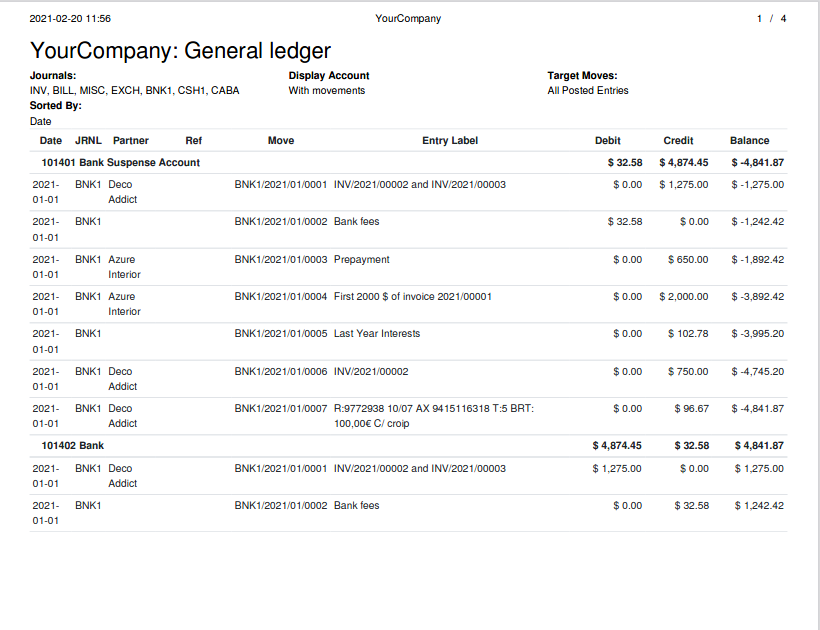 2021-02-20 11:56 YourCompany 1 / 4
YourCompany: General ledger
Journals: Display Account Target Moves:
INV, BILL, MISC, EXCH, BNK1, CSH1, CABA With movements All Posted Entries
Sorted By:
Date
Date JRNL Partner Ref Move Entry Label Debit Credit Balance
101401 Bank Suspense Account $ 32.58 $ 4,874.45 $ -4,841.87
2021- BNK1 Deco BNK1/2021/01/0001 INV/2021/00002 and INV/2021/00003 $ 0.00 $ 1,275.00 $ -1,275.00
01-01 Addict
2021- BNK1 BNK1/2021/01/0002 Bank fees $ 32.58 $ 0.00 $ -1,242.42
01-01
2021- BNK1 Azure BNK1/2021/01/0003 Prepayment $ 0.00 $ 650.00 $ -1,892.42
01-01 Interior
2021- BNK1 Azure BNK1/2021/01/0004 First 2000 $ of invoice 2021/00001 $ 0.00 $ 2,000.00 $ -3,892.42
01-01 Interior
2021- BNK1 BNK1/2021/01/0005 Last Year Interests $ 0.00 $ 102.78 $ -3,995.20
01-01
2021- BNK1 Deco BNK1/2021/01/0006 INV/2021/00002 $ 0.00 $ 750.00 $ -4,745.20
01-01 Addict
2021- BNK1 Deco BNK1/2021/01/0007 R:9772938 10/07 AX 9415116318 T:5 BRT: $ 0.00 $ 96.67 $ -4,841.87
01-01 Addict 100,00€ C/ croip
101402 Bank $ 4,874.45 $ 32.58 $ 4,841.87
2021- BNK1 Deco BNK1/2021/01/0001 INV/2021/00002 and INV/2021/00003 $ 1,275.00 $ 0.00 $ 1,275.00
01-01 Addict
2021- BNK1 BNK1/2021/01/0002 Bank fees $ 0.00 $ 32.58 $ 1,242.42
01-01